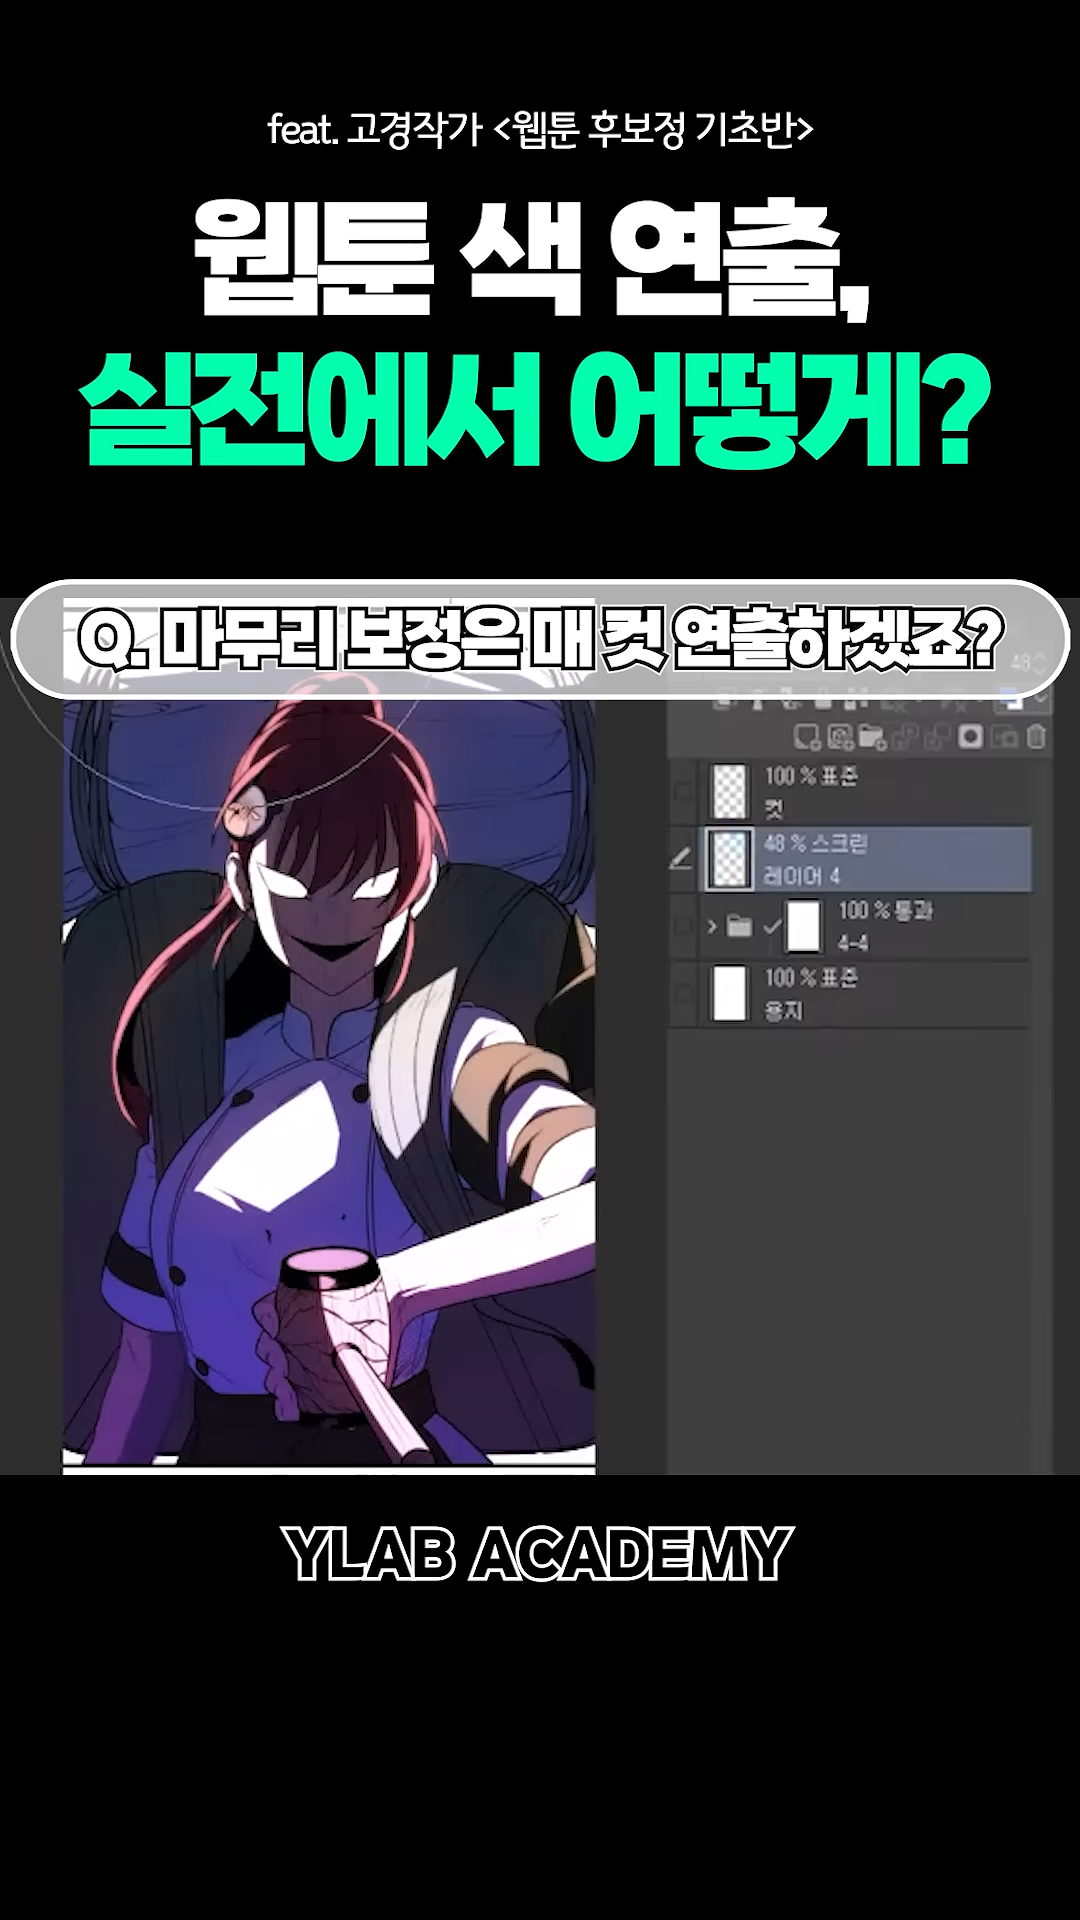 feat. 고경작가 <웹툰 후보정 기초반>
웹툰 색 연출,
실전에서 어떻게?
Q. 마무리 보정은 매 컷 연출하겠죠?
48
100 % 표준
컷
48 % 스크린
레이어 4
100 % 통과
4-4
100 % 표준
용지
YLAB ACADEMY